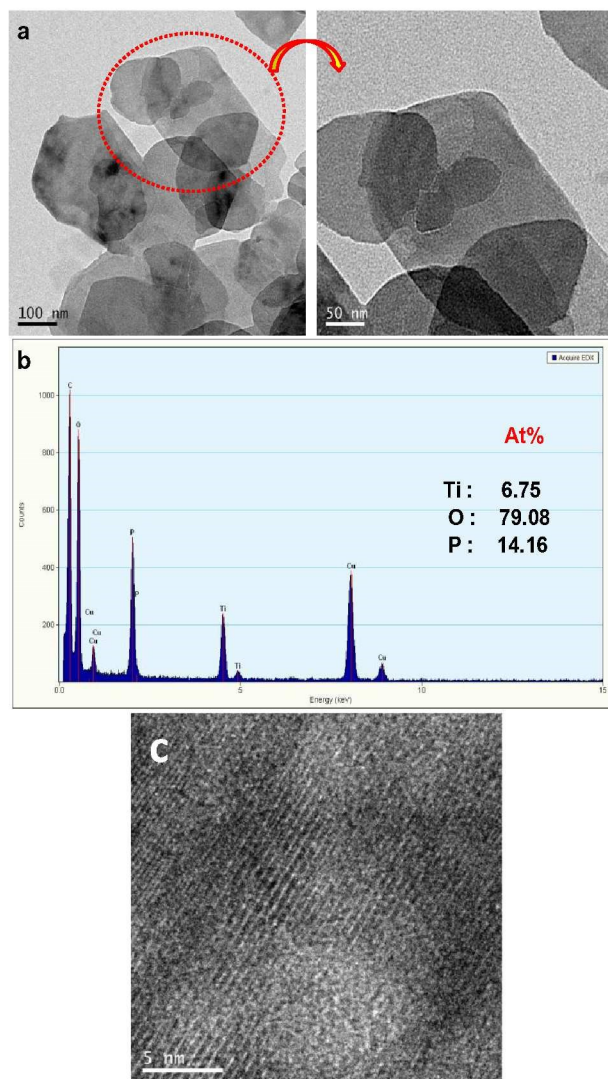 a
100 nm
50 nm
b
Acquire EDX
C
O
P
P
Cu
Cu
Cu
Ti
Ti
Cu
Cu
At%
Ti : 6.75
O : 79.08
P : 14.16
Counts
1000
800
600
400
200
0.0
5
10
15
Energy (keV)
c
5 nm